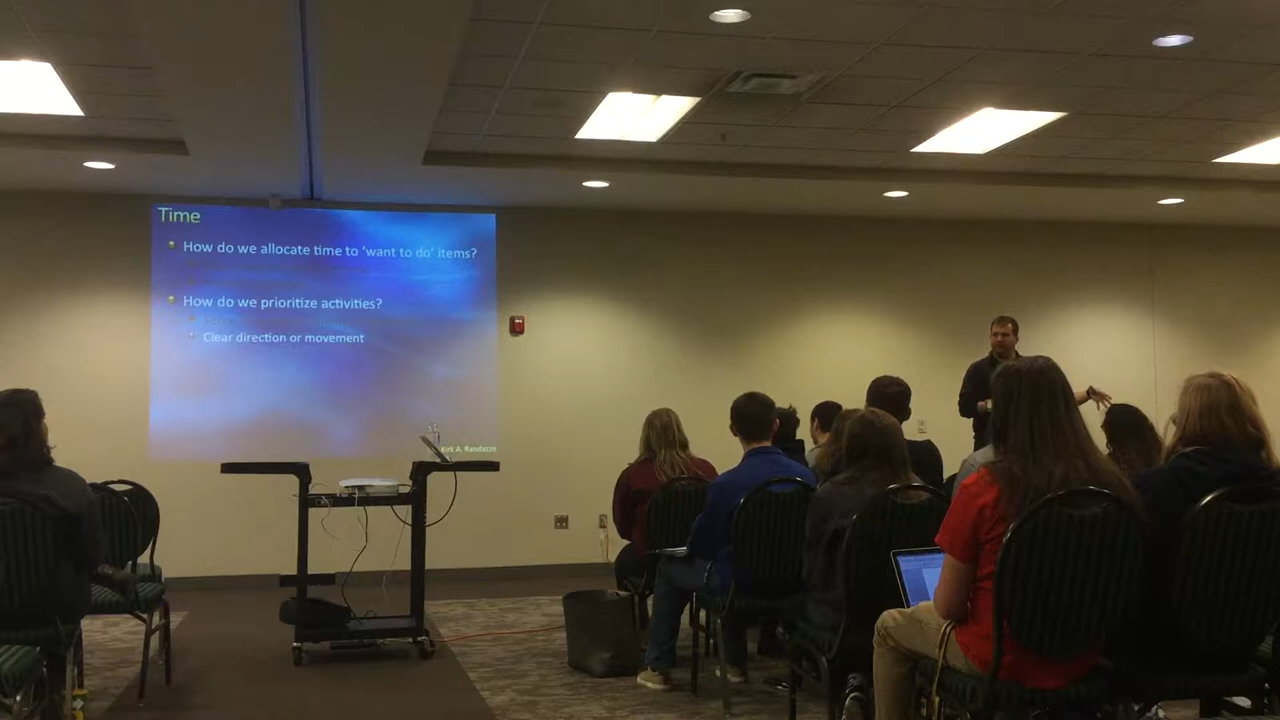 Time
How do we allocate time to 'want to do' items?
How do we prioritize activities?
Clear direction or movement
Kirk A. Randazzo